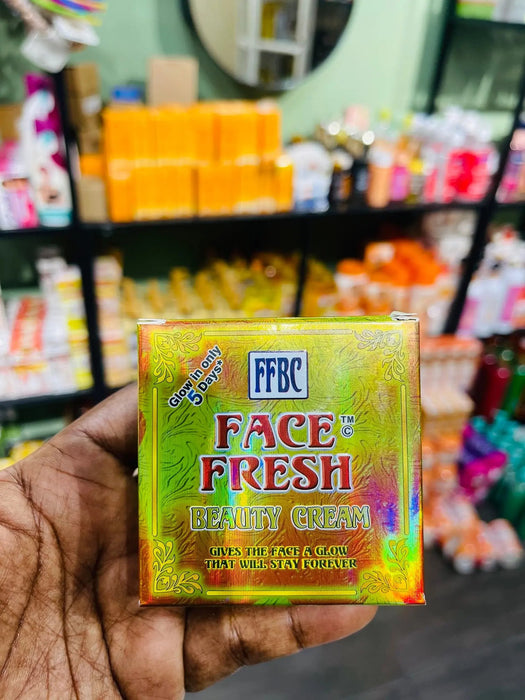 Glow in only
5 Days*
FFBC
FACE ™
FRESH ©
BEAUTY CREAM
GIVES THE FACE A GLOW
THAT WILL STAY FOREVER